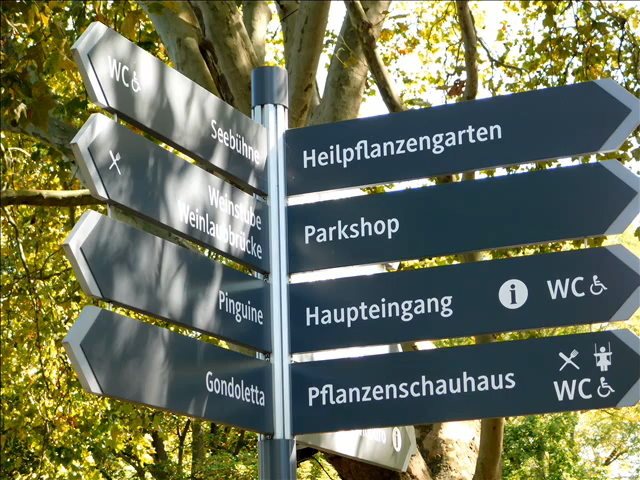 WC
Seebühne
Weinstube
Weinlaubbrücke
Pinguine
Gondoletta
Heilpflanzengarten
Parkshop
Haupteingang i WC
Pflanzenschauhaus
WC
i